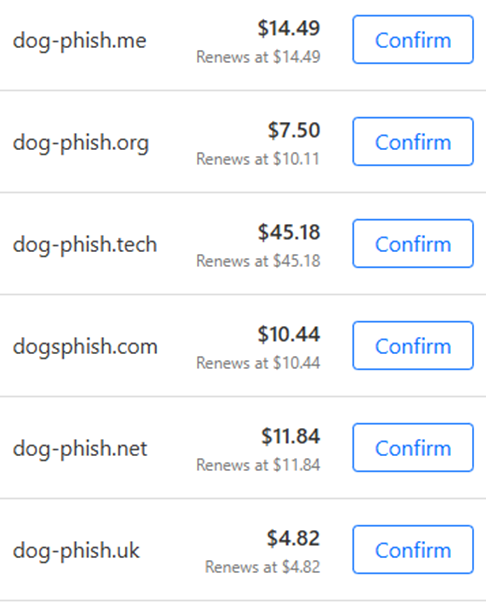 dog-phish.me $14.49 Confirm
Renews at $14.49
dog-phish.org $7.50 Confirm
Renews at $10.11
dog-phish.tech $45.18 Confirm
Renews at $45.18
dogsphish.com $10.44 Confirm
Renews at $10.44
dog-phish.net $11.84 Confirm
Renews at $11.84
dog-phish.uk $4.82 Confirm
Renews at $4.82